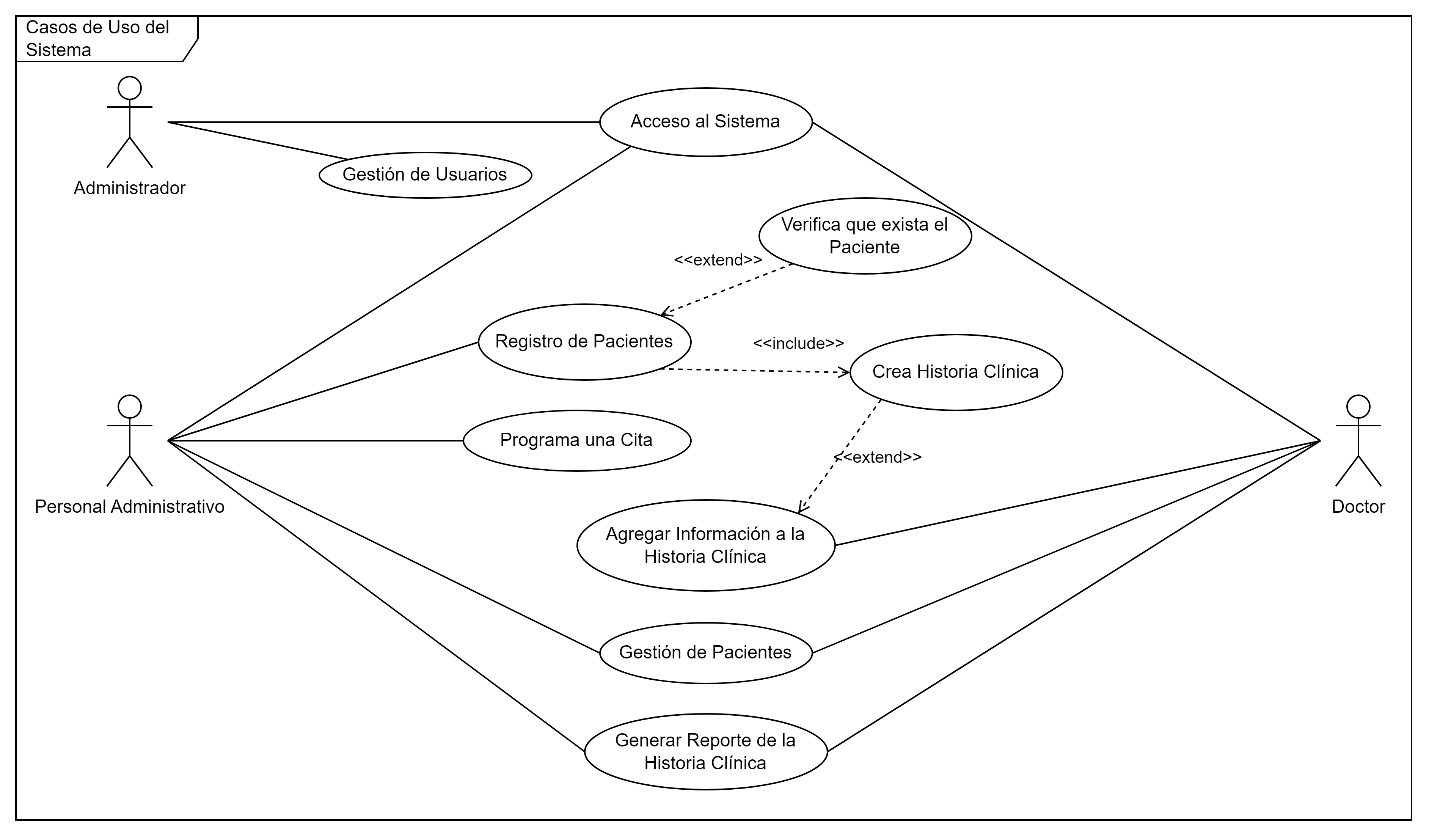 Casos de Uso del
Sistema
Acceso al Sistema
Gestión de Usuarios
Administrador
Verifica que exista el
Paciente
<<extend>>
Registro de Pacientes
<<include>>
Crea Historia Clínica
Programa una Cita
<<extend>>
Personal Administrativo
Doctor
Agregar Información a la
Historia Clínica
Gestión de Pacientes
Generar Reporte de la
Historia Clínica